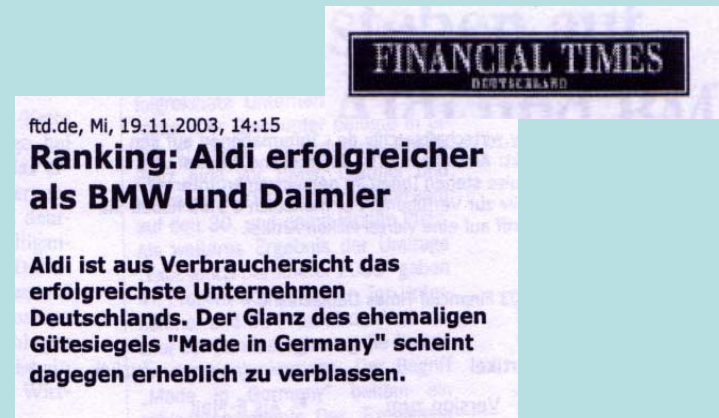 FINANCIAL TIMES
DEUTSCHLAND
ftd.de, Mi, 19.11.2003, 14:15
Ranking: Aldi erfolgreicher
als BMW und Daimler
Aldi ist aus Verbrauchersicht das
erfolgreichste Unternehmen
Deutschlands. Der Glanz des ehemaligen
Gütesiegels "Made in Germany" scheint
dagegen erheblich zu verblassen.